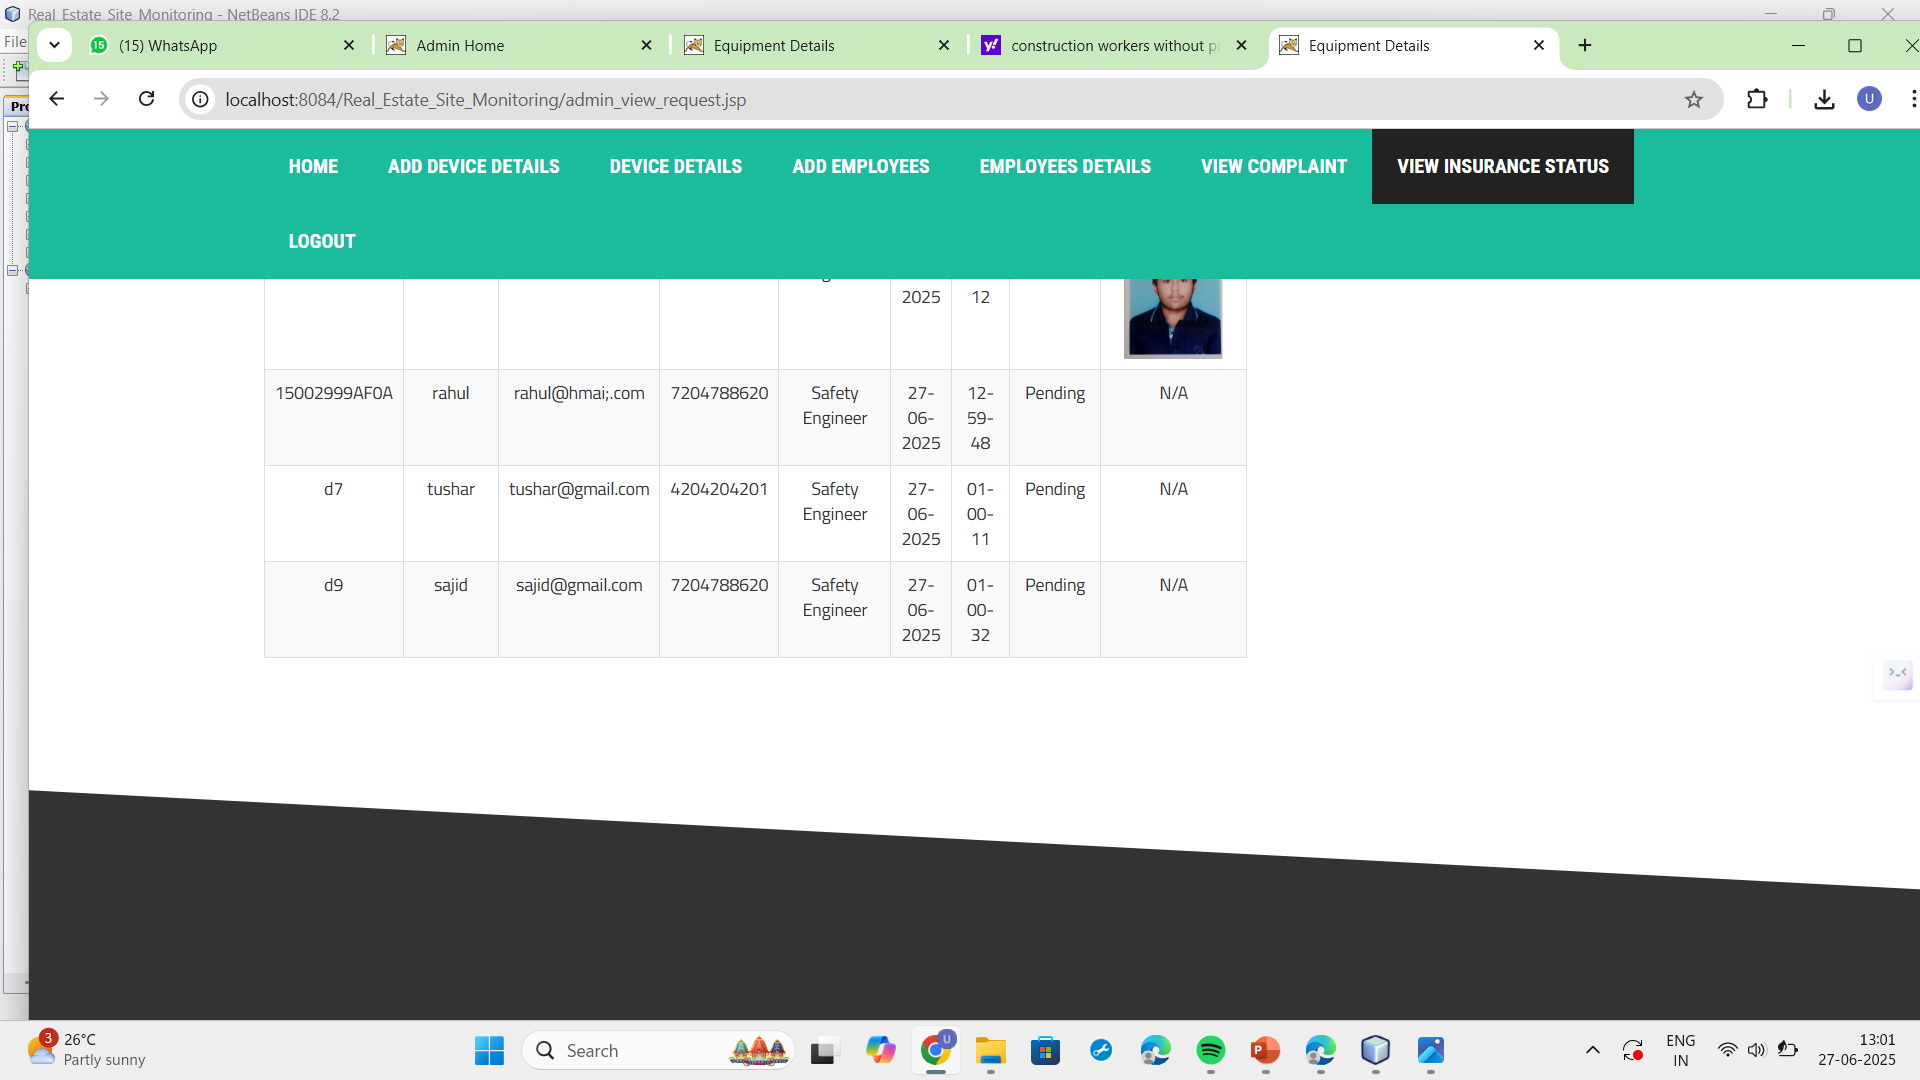 Real_Estate_Site_Monitoring - NetBeans IDE 8.2
File
15 (15) WhatsApp
Admin Home
Equipment Details
y! construction workers without p
Equipment Details
localhost:8084/Real_Estate_Site_Monitoring/admin_view_request.jsp
U
Pro
HOME ADD DEVICE DETAILS DEVICE DETAILS ADD EMPLOYEES EMPLOYEES DETAILS VIEW COMPLAINT VIEW INSURANCE STATUS
LOGOUT
2025 12
15002999AF0A rahul rahul@hmai;.com 7204788620 Safety 27- 12- Pending N/A
Engineer 06- 59-
2025 48
d7 tushar tushar@gmail.com 4204204201 Safety 27- 01- Pending N/A
Engineer 06- 00-
2025 11
d9 sajid sajid@gmail.com 7204788620 Safety 27- 01- Pending N/A
Engineer 06- 00-
2025 32
3 26°C
Partly sunny
Search
U
P
ENG
IN
13:01
27-06-2025